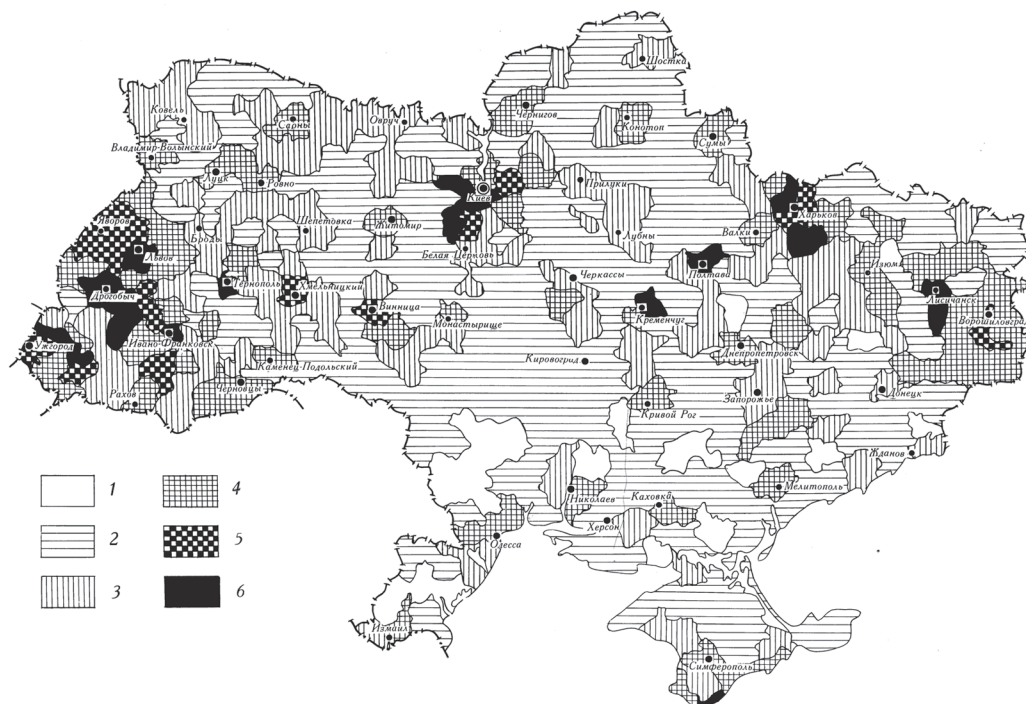 Шостка
Ковель
Сарны
Овруч
Чернигов
Конотоп
Сумы
Владимир-Волынский
Луцк
Ровно
Киев
Прилуки
Харьков
Яворов
Броды
Шепетовка
Житомир
Белая Церковь
Лубны
Валки
Львов
Изюм
Дрогобыч
Тернополь
Хмельницкий
Черкассы
Полтава
Лисичанск
Винница
Монастырище
Кременчуг
Ворошиловград
Ужгород
Ивано-Франковск
Каменец-Подольский
Кировоград
Днепропетровск
Рахов
Черновцы
Кривой Рог
Запорожье
Донецк
Жданов
Мелитополь
Николаев
Каховка
Херсон
Одесса
Измаил
Симферополь
1
4
2
5
3
6